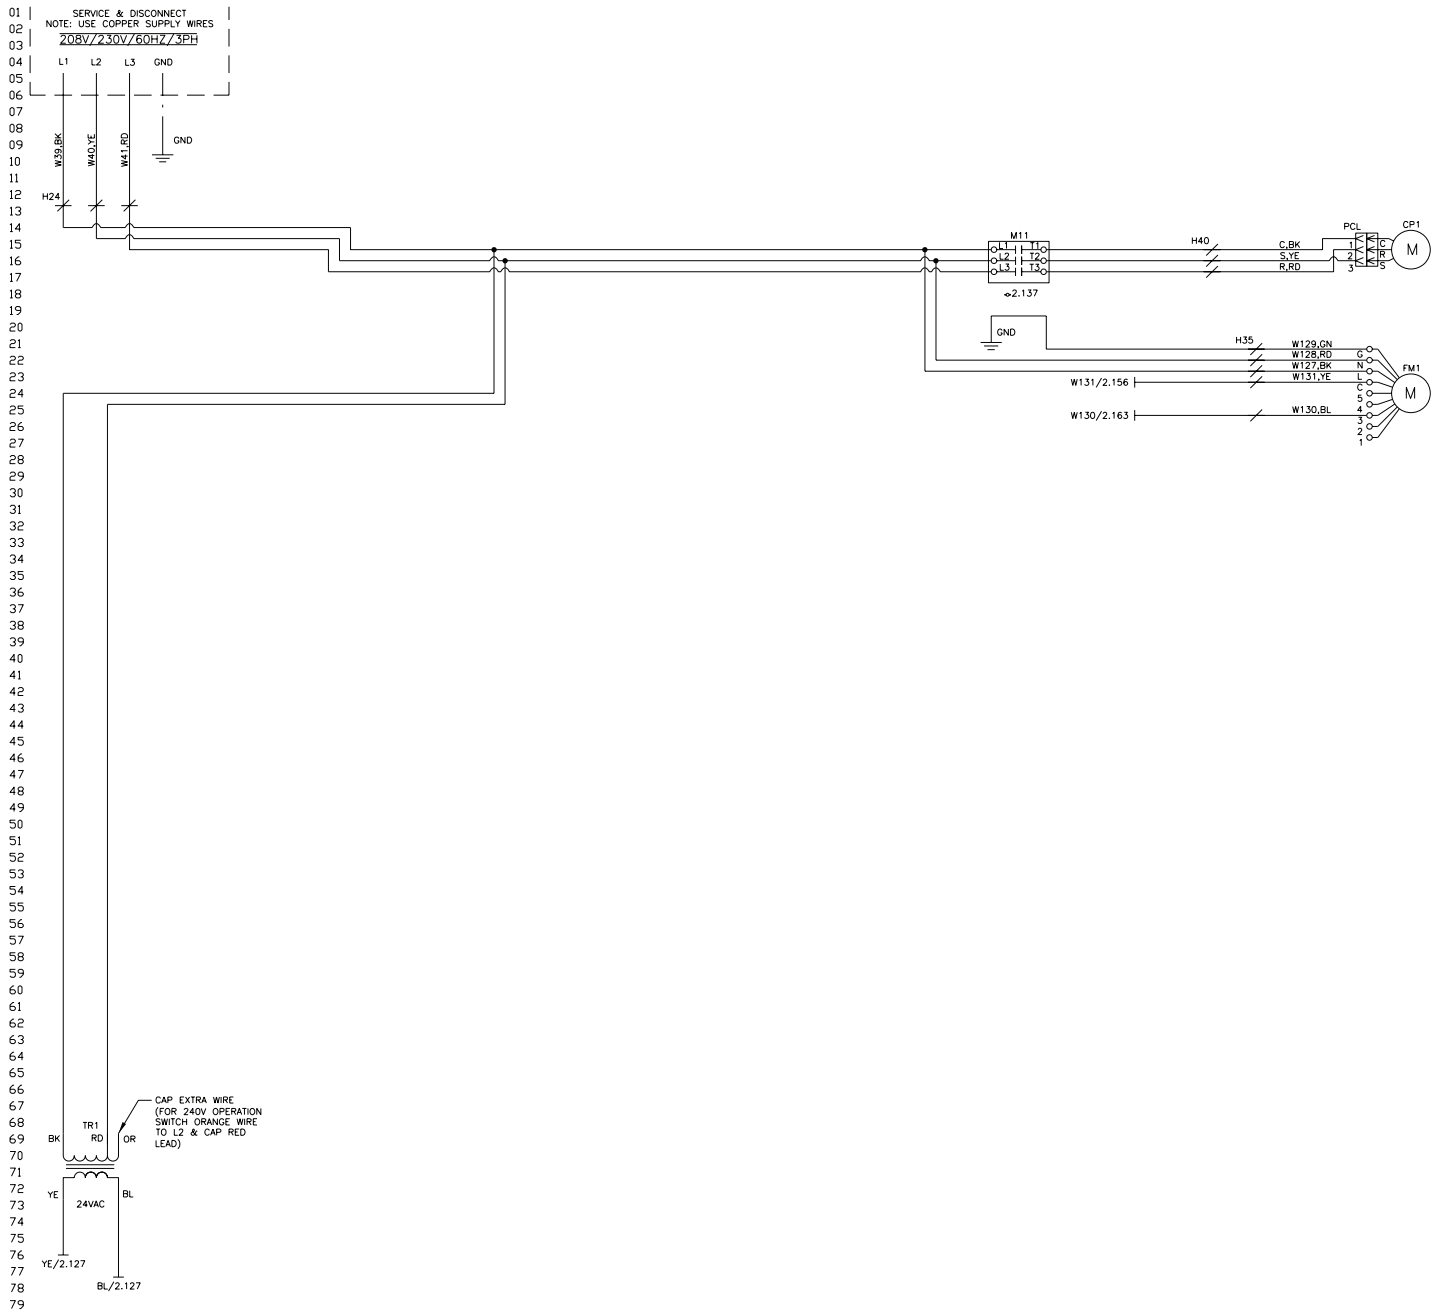 01
SERVICE & DISCONNECT
02
NOTE: USE COPPER SUPPLY WIRES
03
208V/230V/60HZ/3PH
04
L1 L2 L3 GND
05
06
07
08
09
W39,BK
W40,YE
W41,RD
GND
10
11
12
H24
13
14
PCL CP1
15
M11
L1 T1
H40
C,BK
1 C
M
16
L2 T2
S,YE
2 R
17
L3 T3
R,RD
3 S
18
2.137
19
20
GND
21
H35
W129,GN
22
W128,RD
G
23
W127,BK
N
FM1
W131/2.156
W131,YE
L
24
C
M
25
5
W130/2.163
W130,BL
4
26
3
27
2
1
28
29
30
31
32
33
34
35
36
37
38
39
40
41
42
43
44
45
46
47
48
49
50
51
52
53
54
55
56
57
58
59
60
61
62
63
64
65
66
67
CAP EXTRA WIRE
(FOR 240V OPERATION
68
SWITCH ORANGE WIRE
TO L2 & CAP RED
LEAD)
TR1
69
BK RD OR
70
71
72
YE BL
73
24VAC
74
75
76
YE/2.127
77
BL/2.127
78
79